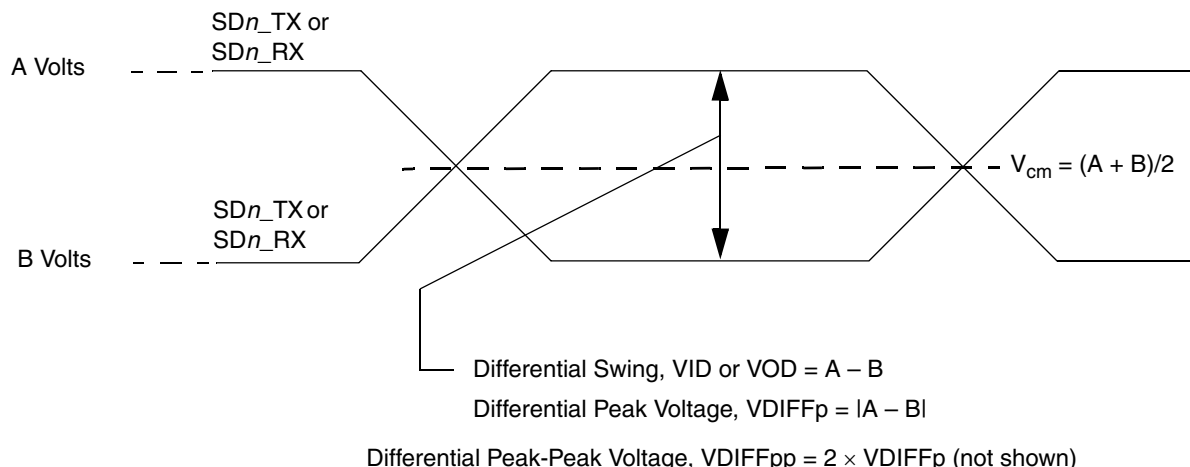 SDn_TX or
SDn_RX
A Volts
Vcm = (A + B)/2
SDn_TX or
SDn_RX
B Volts
Differential Swing, VID or VOD = A – B
Differential Peak Voltage, VDIFFp = |A – B|
Differential Peak-Peak Voltage, VDIFFpp = 2 × VDIFFp (not shown)